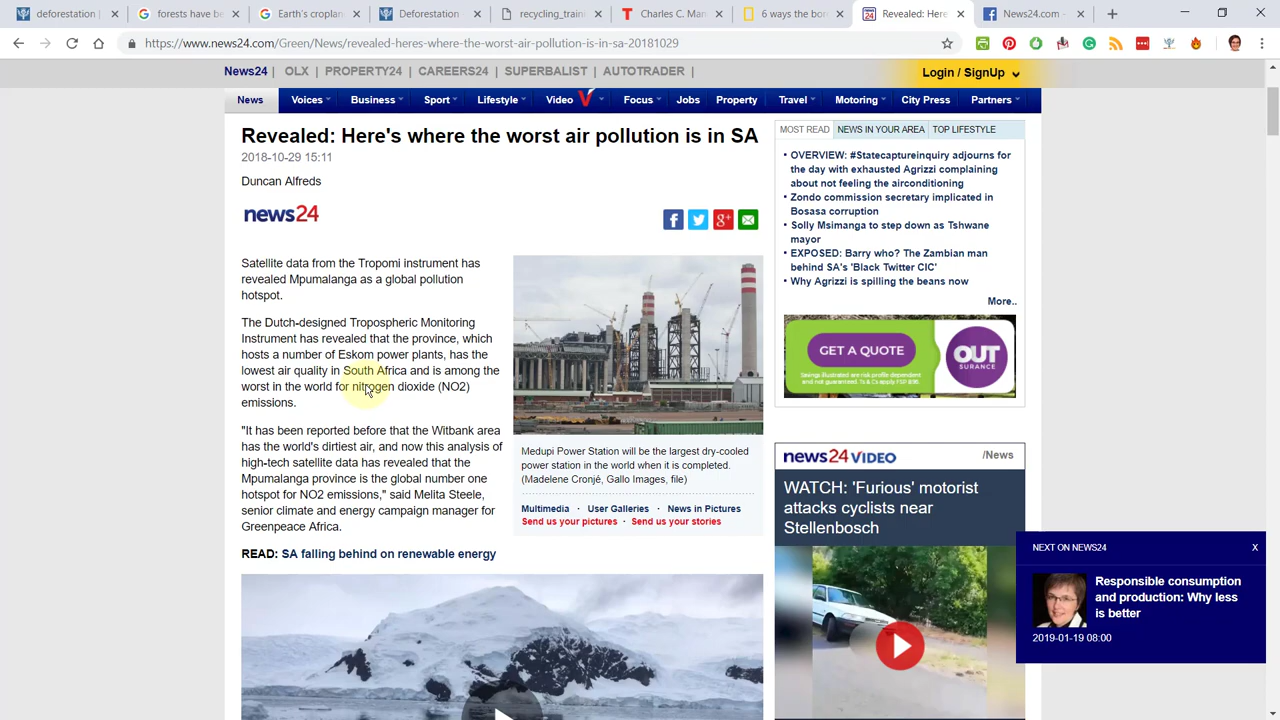 deforestation |
forests have be
Earth's croplan
Deforestation
recycling_traini
Charles C. Man
6 ways the bor
Revealed: Here
News24.com -
https://www.news24.com/Green/News/revealed-heres-where-the-worst-air-pollution-is-in-sa-20181029
News24 OLX | PROPERTY24 | CAREERS24 | SUPERBALIST | AUTOTRADER |
Login / SignUp
News Voices Business Sport Lifestyle Video Focus Jobs Property Travel Motoring City Press Partners
Revealed: Here's where the worst air pollution is in SA
2018-10-29 15:11
Duncan Alfreds
news24
Satellite data from the Tropomi instrument has
revealed Mpumalanga as a global pollution
hotspot.
The Dutch-designed Tropospheric Monitoring
Instrument has revealed that the province, which
hosts a number of Eskom power plants, has the
lowest air quality in South Africa and is among the
worst in the world for nitrogen dioxide (NO2)
emissions.
"It has been reported before that the Witbank area
has the world's dirtiest air, and now this analysis of
high-tech satellite data has revealed that the
Mpumalanga province is the global number one
hotspot for NO2 emissions," said Melita Steele,
senior climate and energy campaign manager for
Greenpeace Africa.
READ: SA falling behind on renewable energy
Medupi Power Station will be the largest dry-cooled
power station in the world when it is completed.
(Madelene Cronjé, Gallo Images, file)
Multimedia · User Galleries · News in Pictures
Send us your pictures · Send us your stories
MOST READ NEWS IN YOUR AREA TOP LIFESTYLE
OVERVIEW: #Statecaptureinquiry adjourns for
the day with exhausted Agrizzi complaining
about not feeling the airconditioning
Zondo commission secretary implicated in
Bosasa corruption
Solly Msimanga to step down as Tshwane
mayor
EXPOSED: Barry who? The Zambian man
behind SA's 'Black Twitter CIC'
Why Agrizzi is spilling the beans now
More..
GET A QUOTE
OUT
SURANCE
Savings illustrated are risk profile dependent
news24 VIDEO /News
WATCH: 'Furious' motorist
attacks cyclists near
Stellenbosch
NEXT ON NEWS24 X
Responsible consumption
and production: Why less
is better
2019-01-19 08:00